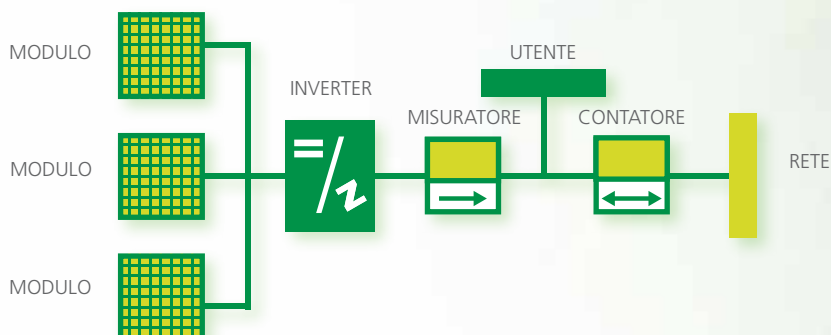 MODULO
UTENTE
INVERTER
MISURATORE
CONTATORE
MODULO
RETE
MODULO